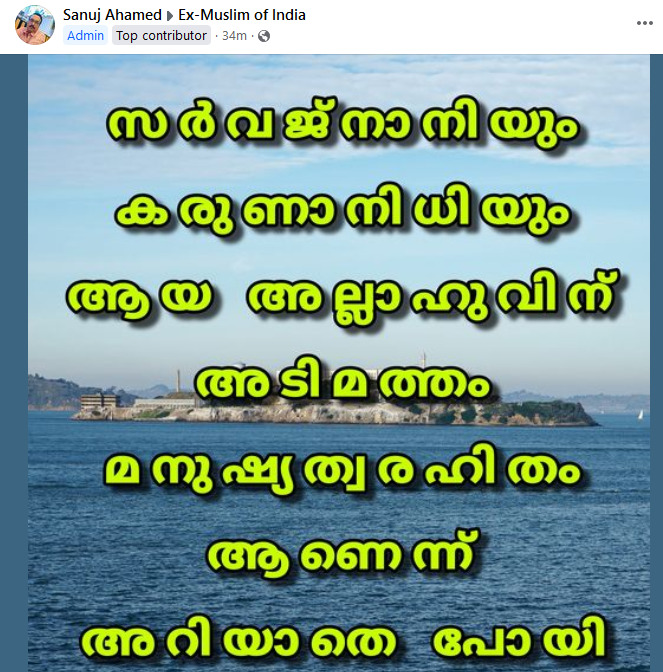 Sanuj Ahamed ▸ Ex-Muslim of India
Admin Top contributor · 34m ·
സർവജ്നാനിയും
കരുണാനിധിയും
ആയ അല്ലാഹുവിന്
അടിമത്തം
മനുഷ്യത്വരഹിതം
ആണെന്ന്
അറിയാതെ പോയി